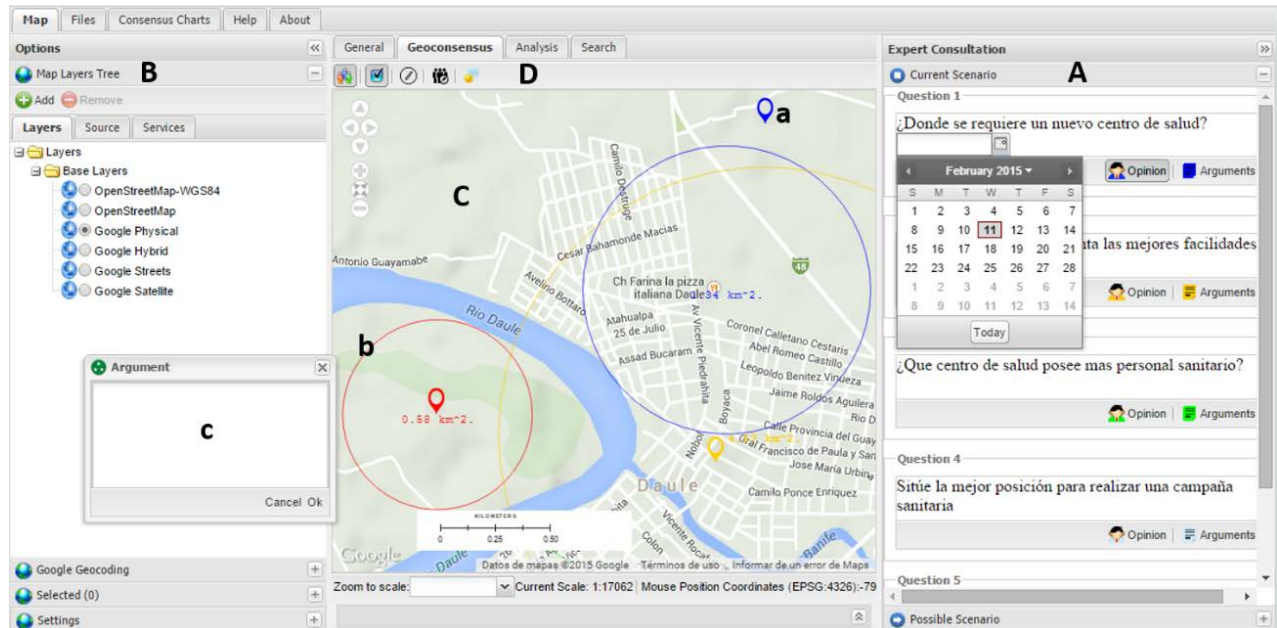 Map Files Consensus Charts Help About
Options
Map Layers Tree B
Add Remove
Layers Source Services
Layers
Base Layers
OpenStreetMap-WGS84
OpenStreetMap
Google Physical
Google Hybrid
Google Streets
Google Satellite
Argument
c
Cancel Ok
Google Geocoding
Selected (0)
Settings
General Geoconsensus Analysis Search
D
a
C
b
Camilo Destruge
Cesar Bahamonde Macias
Antonio Guayamabe
Avelino Bottaro
48
Ch Farina la pizza
italiana Daule
34 km^2.
Rio Daule
Atahualpa
25 de Julio
Av Vicente Piedrahita
Coronel Calletano Cestaris
Abel Romeo Castillo
Assad Bucaram
Leopoldo Benitez Vinueza
Jaime Roldos Aguilera
Boyaca
Rio D
0.58 km^2.
Calle Provincia del Guay
km^2.
Nobol
Gral Francisco de Paula y San
Jose Maria Urbina
Daule
Camilo Ponce Enriquez
KILOMETERS
0 0.25 0.50
Vicente Rocaf
Colon
Banife
Google
Daule
Datos de mapas ©2015 Google Términos de uso Informar de un error de Maps
Zoom to scale: Current Scale: 1:17062 Mouse Position Coordinates (EPSG:4326):-79
Expert Consultation
A
Current Scenario
Question 1
¿Donde se requiere un nuevo centro de salud?
February 2015
S M T W T F S
1 2 3 4 5 6 7
8 9 10 11 12 13 14
15 16 17 18 19 20 21
22 23 24 25 26 27 28
1 2 3 4 5 6 7
8 9 10 11 12 13 14
Today
Opinion Arguments
ta las mejores facilidades
Opinion Arguments
¿Que centro de salud posee mas personal sanitario?
Opinion Arguments
Question 4
Sitúe la mejor posición para realizar una campaña
sanitaria
Opinion Arguments
Question 5
Possible Scenario